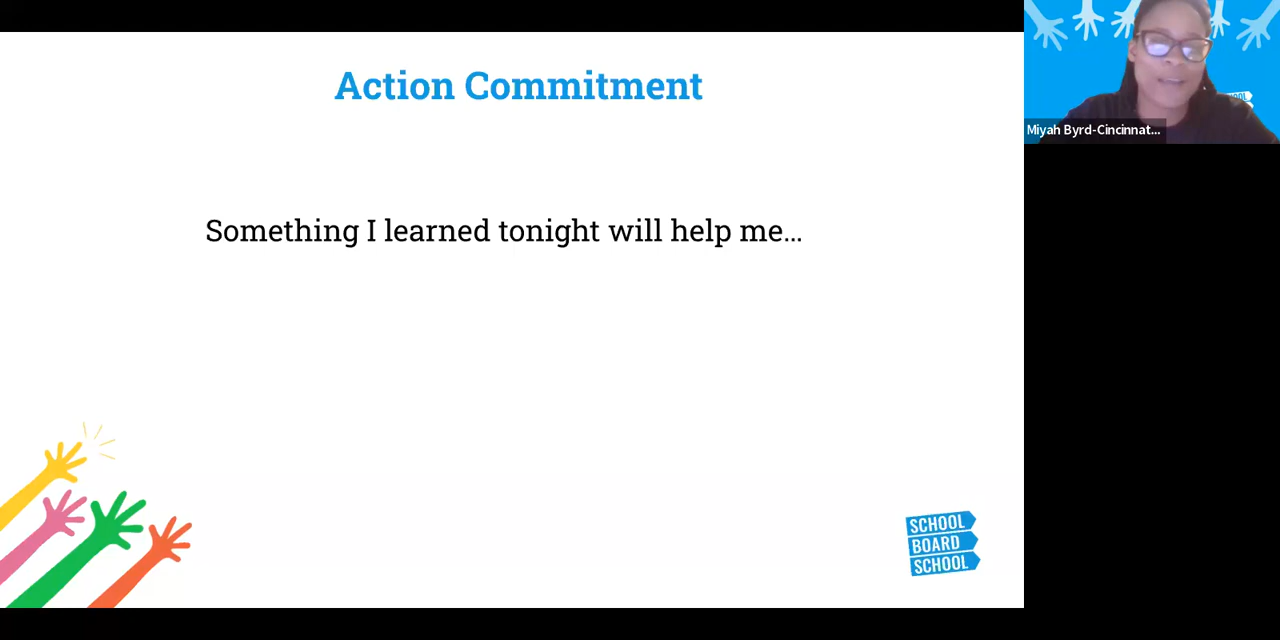 Action Commitment
Something I learned tonight will help me...
Miyah Byrd-Cincinnat...
SCHOOL
BOARD
SCHOOL